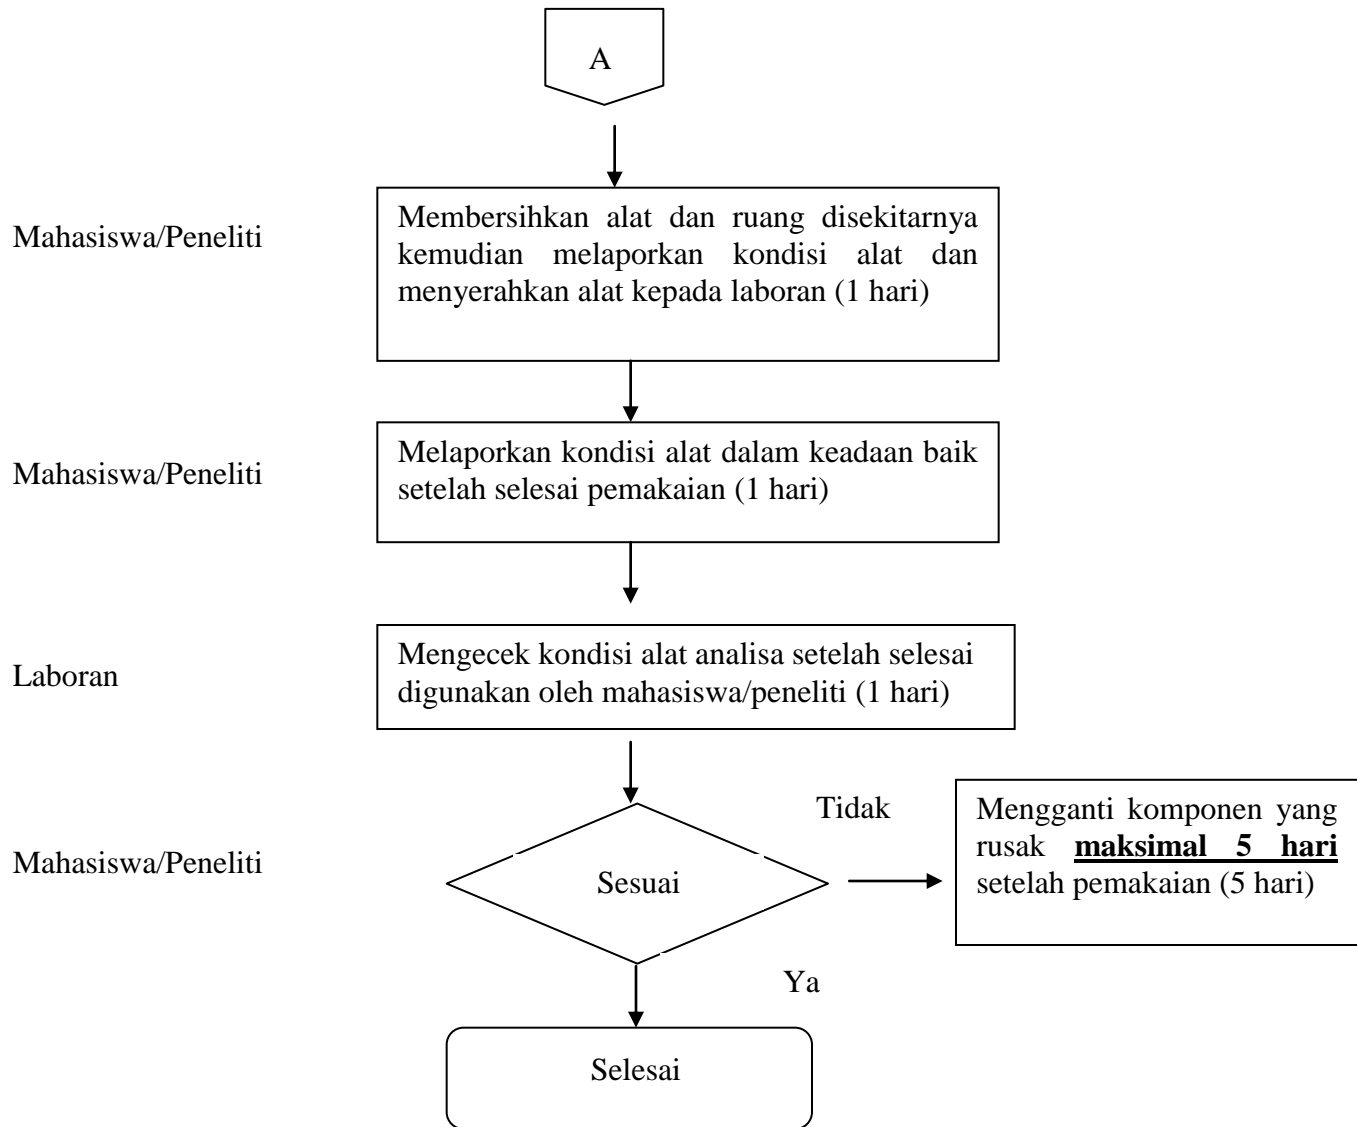 A
Mahasiswa/Peneliti
Membersihkan alat dan ruang disekitarnya
kemudian melaporkan kondisi alat dan
menyerahkan alat kepada laboran (1 hari)
Mahasiswa/Peneliti
Melaporkan kondisi alat dalam keadaan baik
setelah selesai pemakaian (1 hari)
Laboran
Mengecek kondisi alat analisa setelah selesai
digunakan oleh mahasiswa/peneliti (1 hari)
Mahasiswa/Peneliti
Sesuai
Tidak
Mengganti komponen yang
rusak maksimal 5 hari
setelah pemakaian (5 hari)
Ya
Selesai